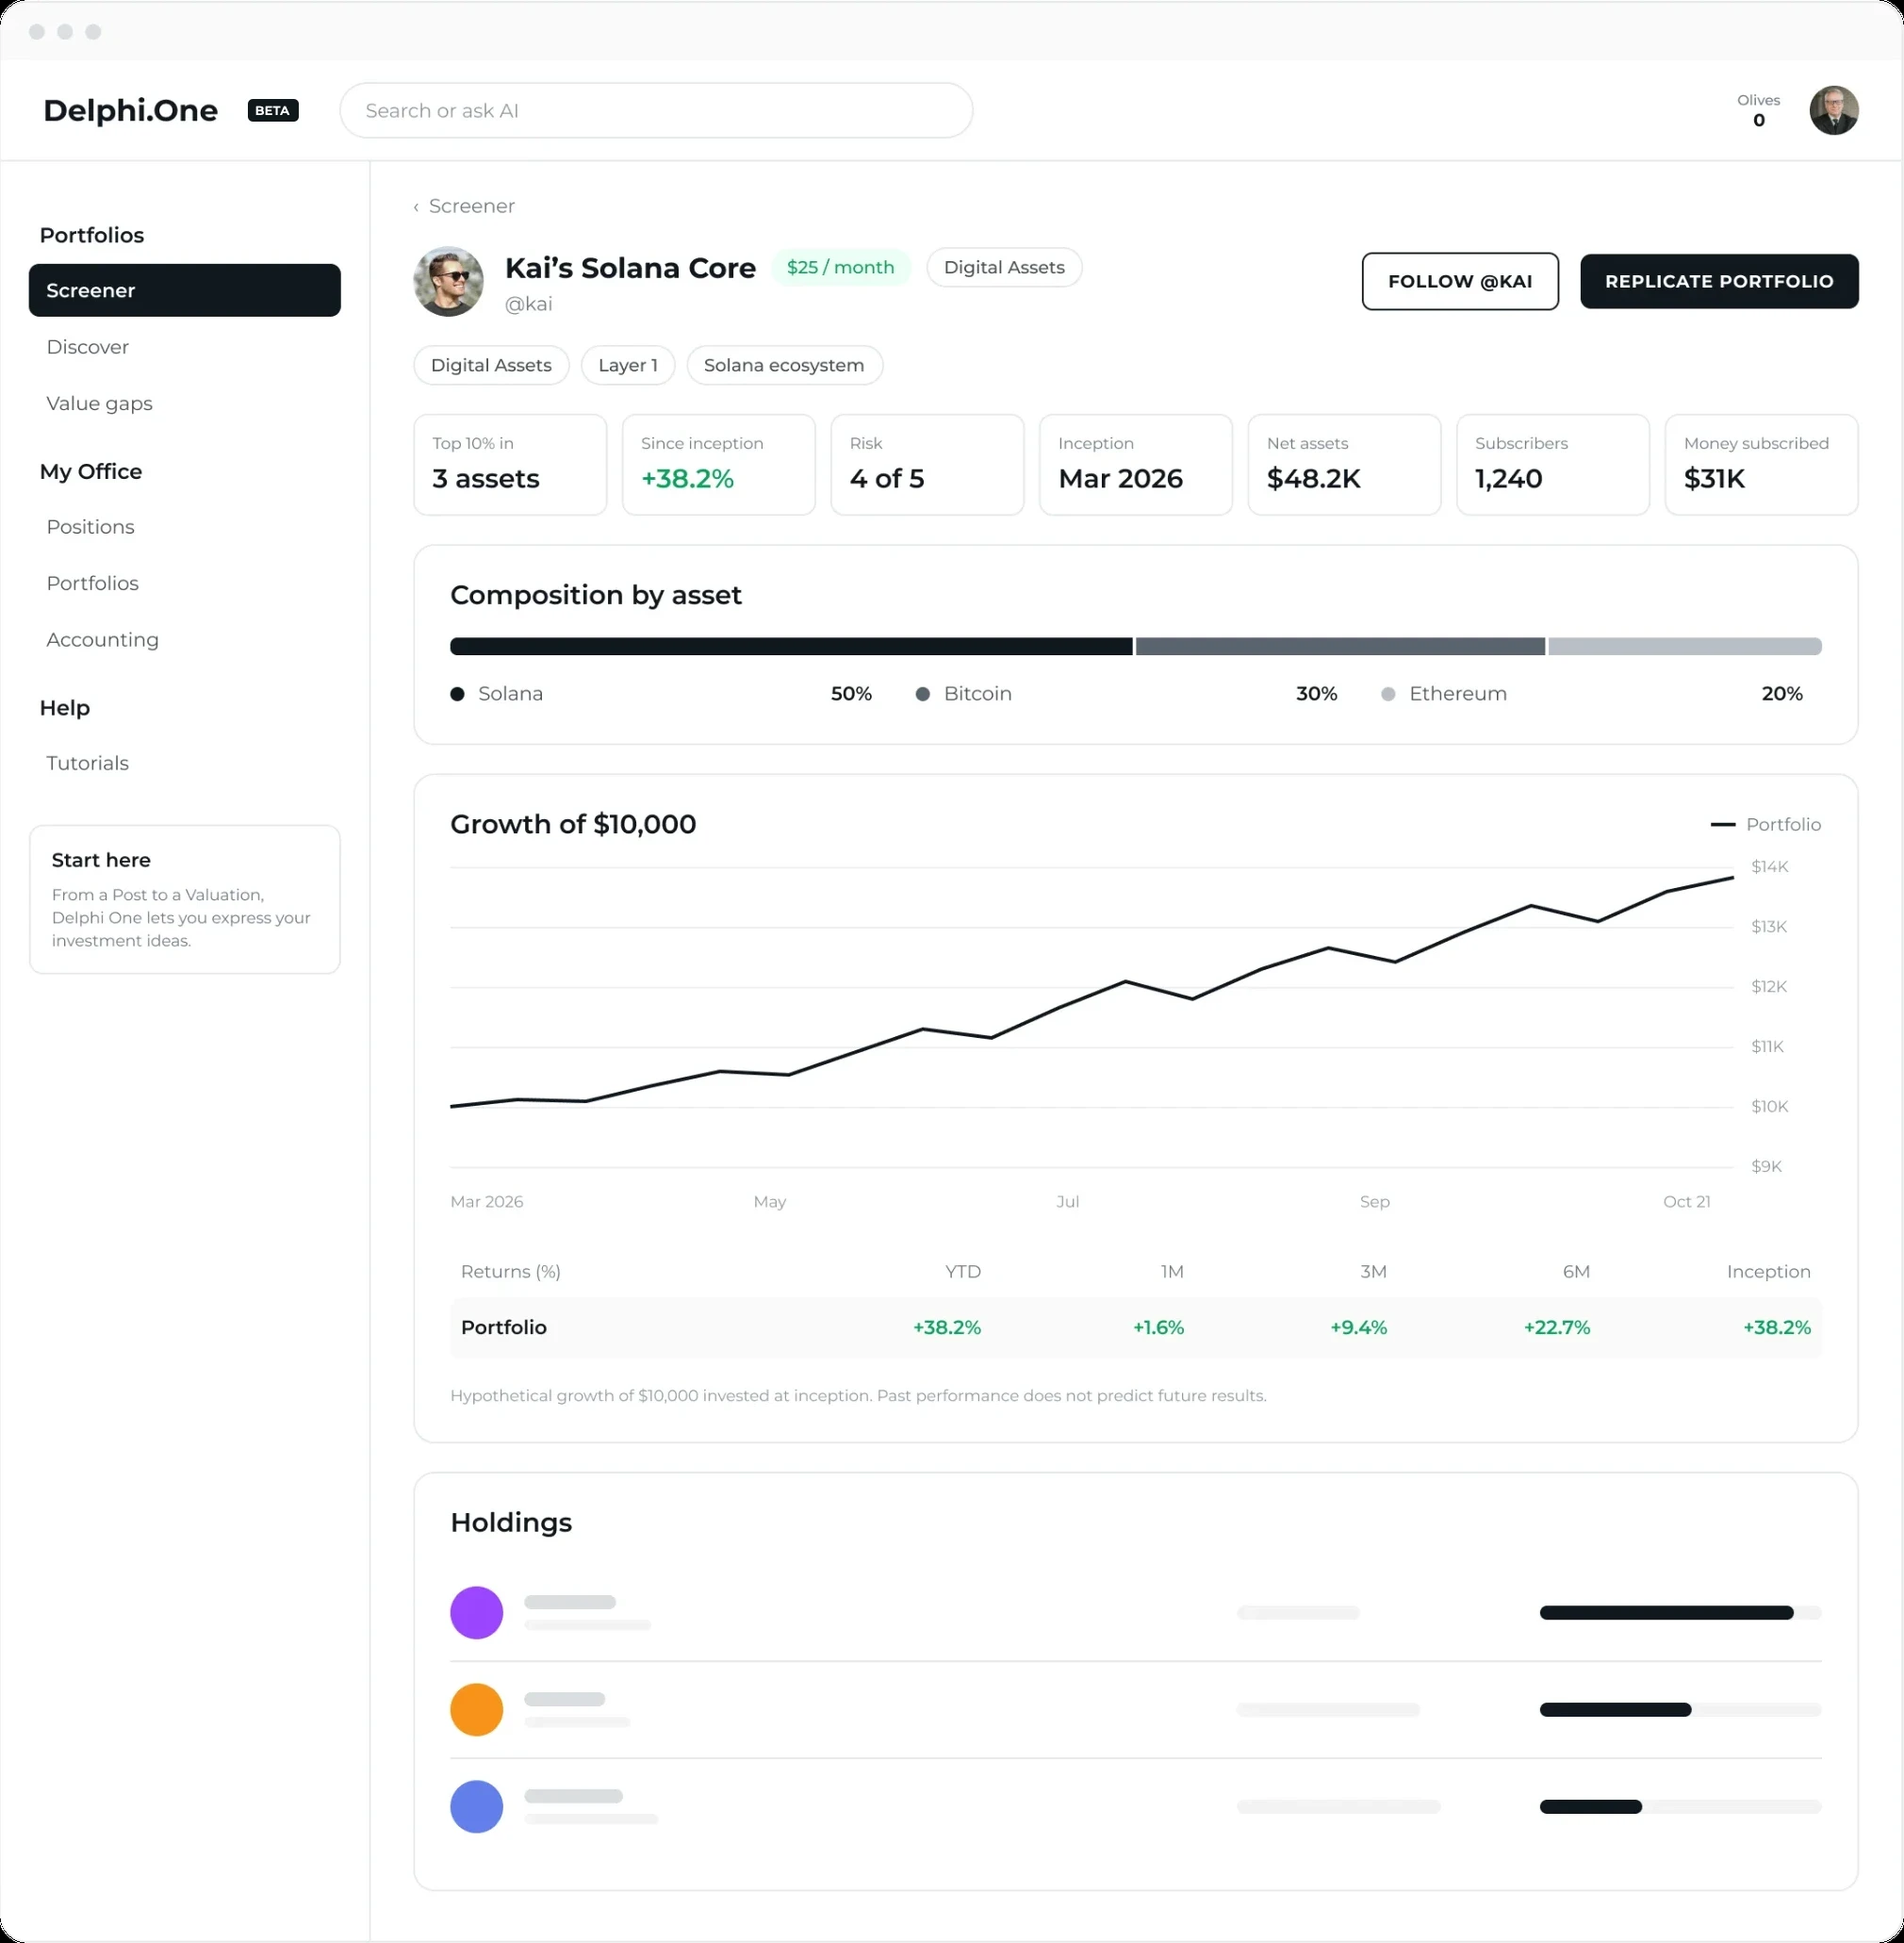 Delphi.One
BETA
Search or ask AI
Olives
0
Portfolios
Screener
Discover
Value gaps
My Office
Positions
Portfolios
Accounting
Help
Tutorials
Start here
From a Post to a Valuation,
Delphi One lets you express your
investment ideas.
‹ Screener
Kai’s Solana Core
$25 / month
Digital Assets
@kai
FOLLOW @KAI
REPLICATE PORTFOLIO
Digital Assets
Layer 1
Solana ecosystem
Top 10% in
3 assets
Since inception
+38.2%
Risk
4 of 5
Inception
Mar 2026
Net assets
$48.2K
Subscribers
1,240
Money subscribed
$31K
Composition by asset
Solana 50%
Bitcoin 30%
Ethereum 20%
Growth of $10,000
Portfolio
$14K
$13K
$12K
$11K
$10K
$9K
Mar 2026 May Jul Sep Oct 21
Returns (%) YTD 1M 3M 6M Inception
Portfolio +38.2% +1.6% +9.4% +22.7% +38.2%
Hypothetical growth of $10,000 invested at inception. Past performance does not predict future results.
Holdings